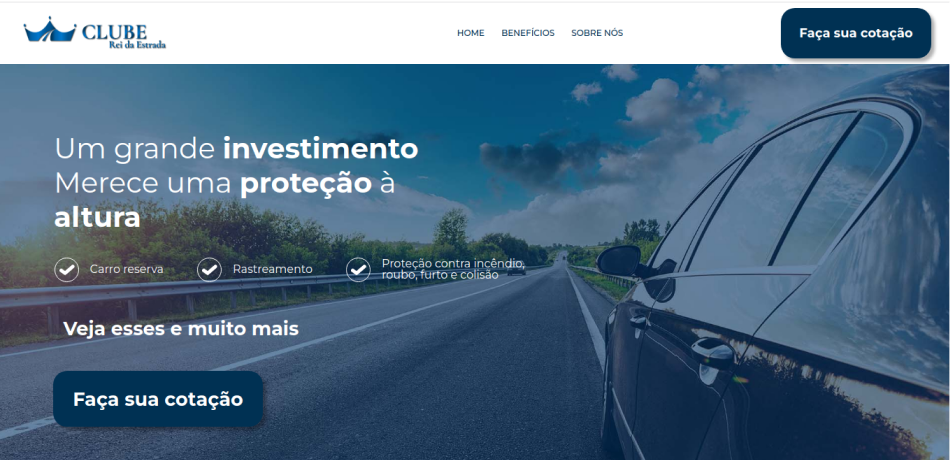 CLUBE
Rei da Estrada
HOME
BENEFÍCIOS
SOBRE NÓS
Faça sua cotação
Um grande investimento
Merece uma proteção à
altura
Carro reserva
Rastreamento
Proteção contra incêndio,
roubo, furto e colisão
Veja esses e muito mais
Faça sua cotação